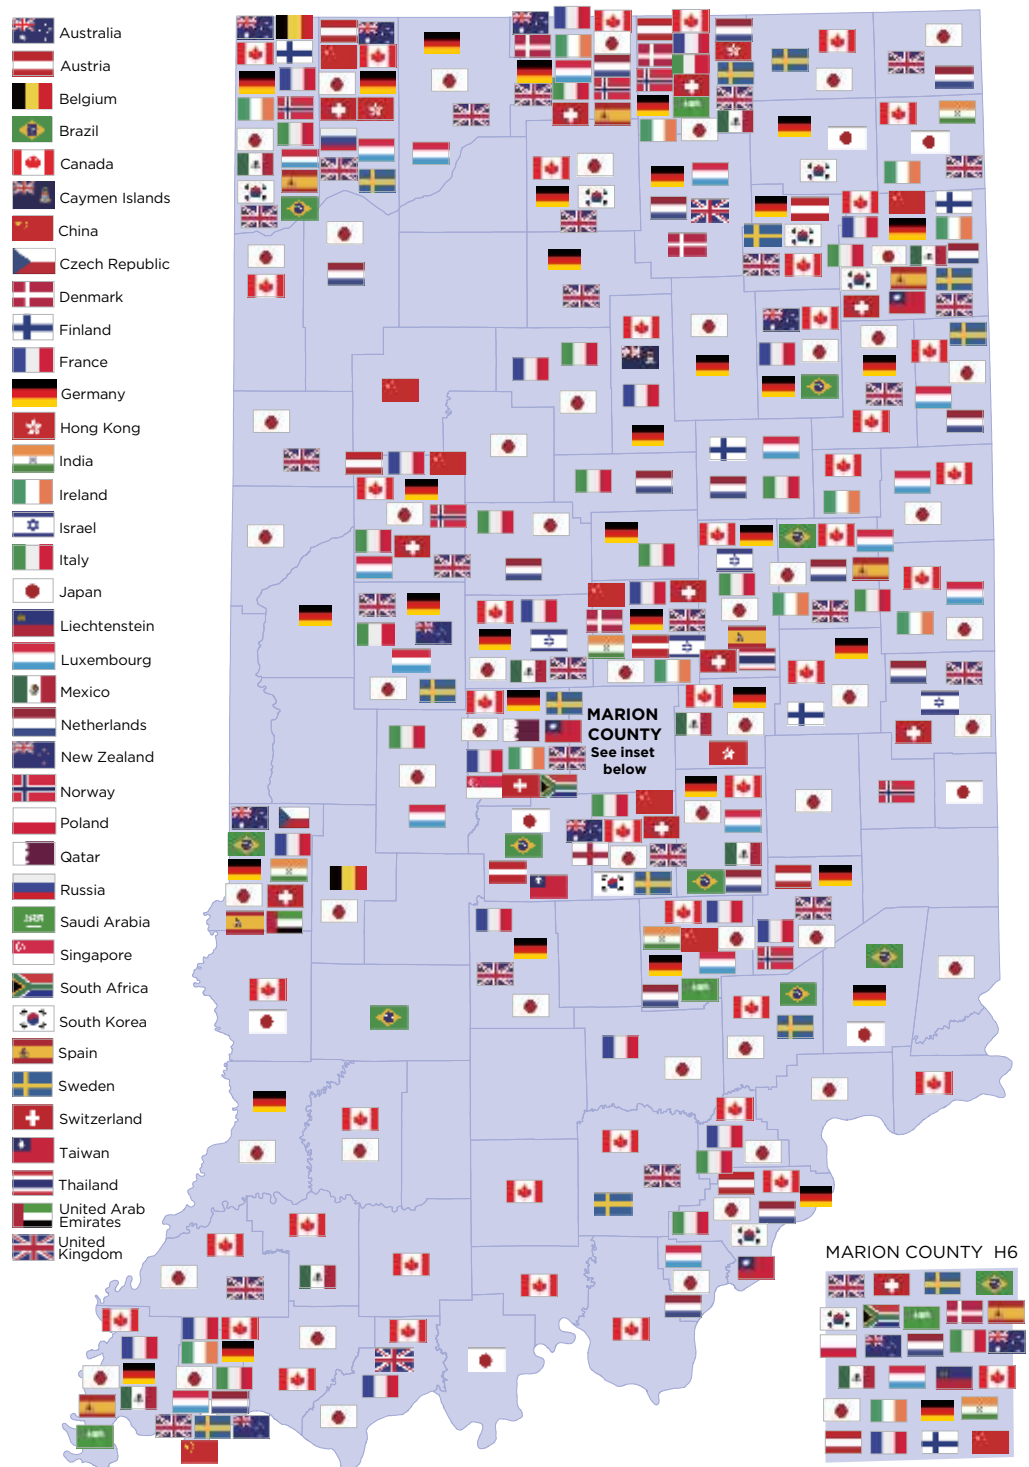 Australia
Austria
Belgium
Brazil
Canada
Caymen Islands
China
Czech Republic
Denmark
Finland
France
Germany
Hong Kong
India
Ireland
Israel
Italy
Japan
Liechtenstein
Luxembourg
Mexico
Netherlands
New Zealand
Norway
Poland
Qatar
Russia
Saudi Arabia
Singapore
South Africa
South Korea
Spain
Sweden
Switzerland
Taiwan
Thailand
United Arab
Emirates
United
Kingdom
MARION
COUNTY
See inset
below
MARION COUNTY H6